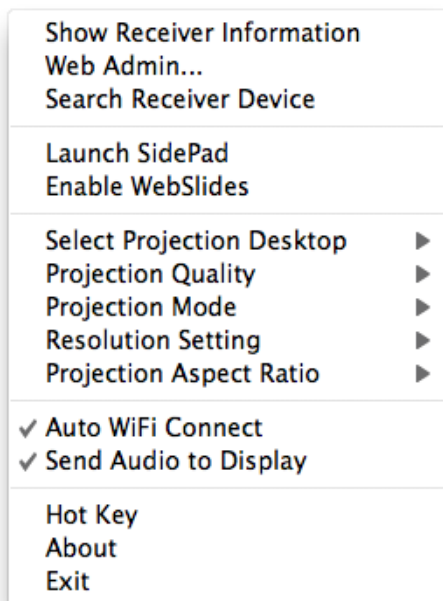 Show Receiver Information
Web Admin...
Search Receiver Device
Launch SidePad
Enable WebSlides
Select Projection Desktop
Projection Quality
Projection Mode
Resolution Setting
Projection Aspect Ratio
Auto WiFi Connect
Send Audio to Display
Hot Key
About
Exit